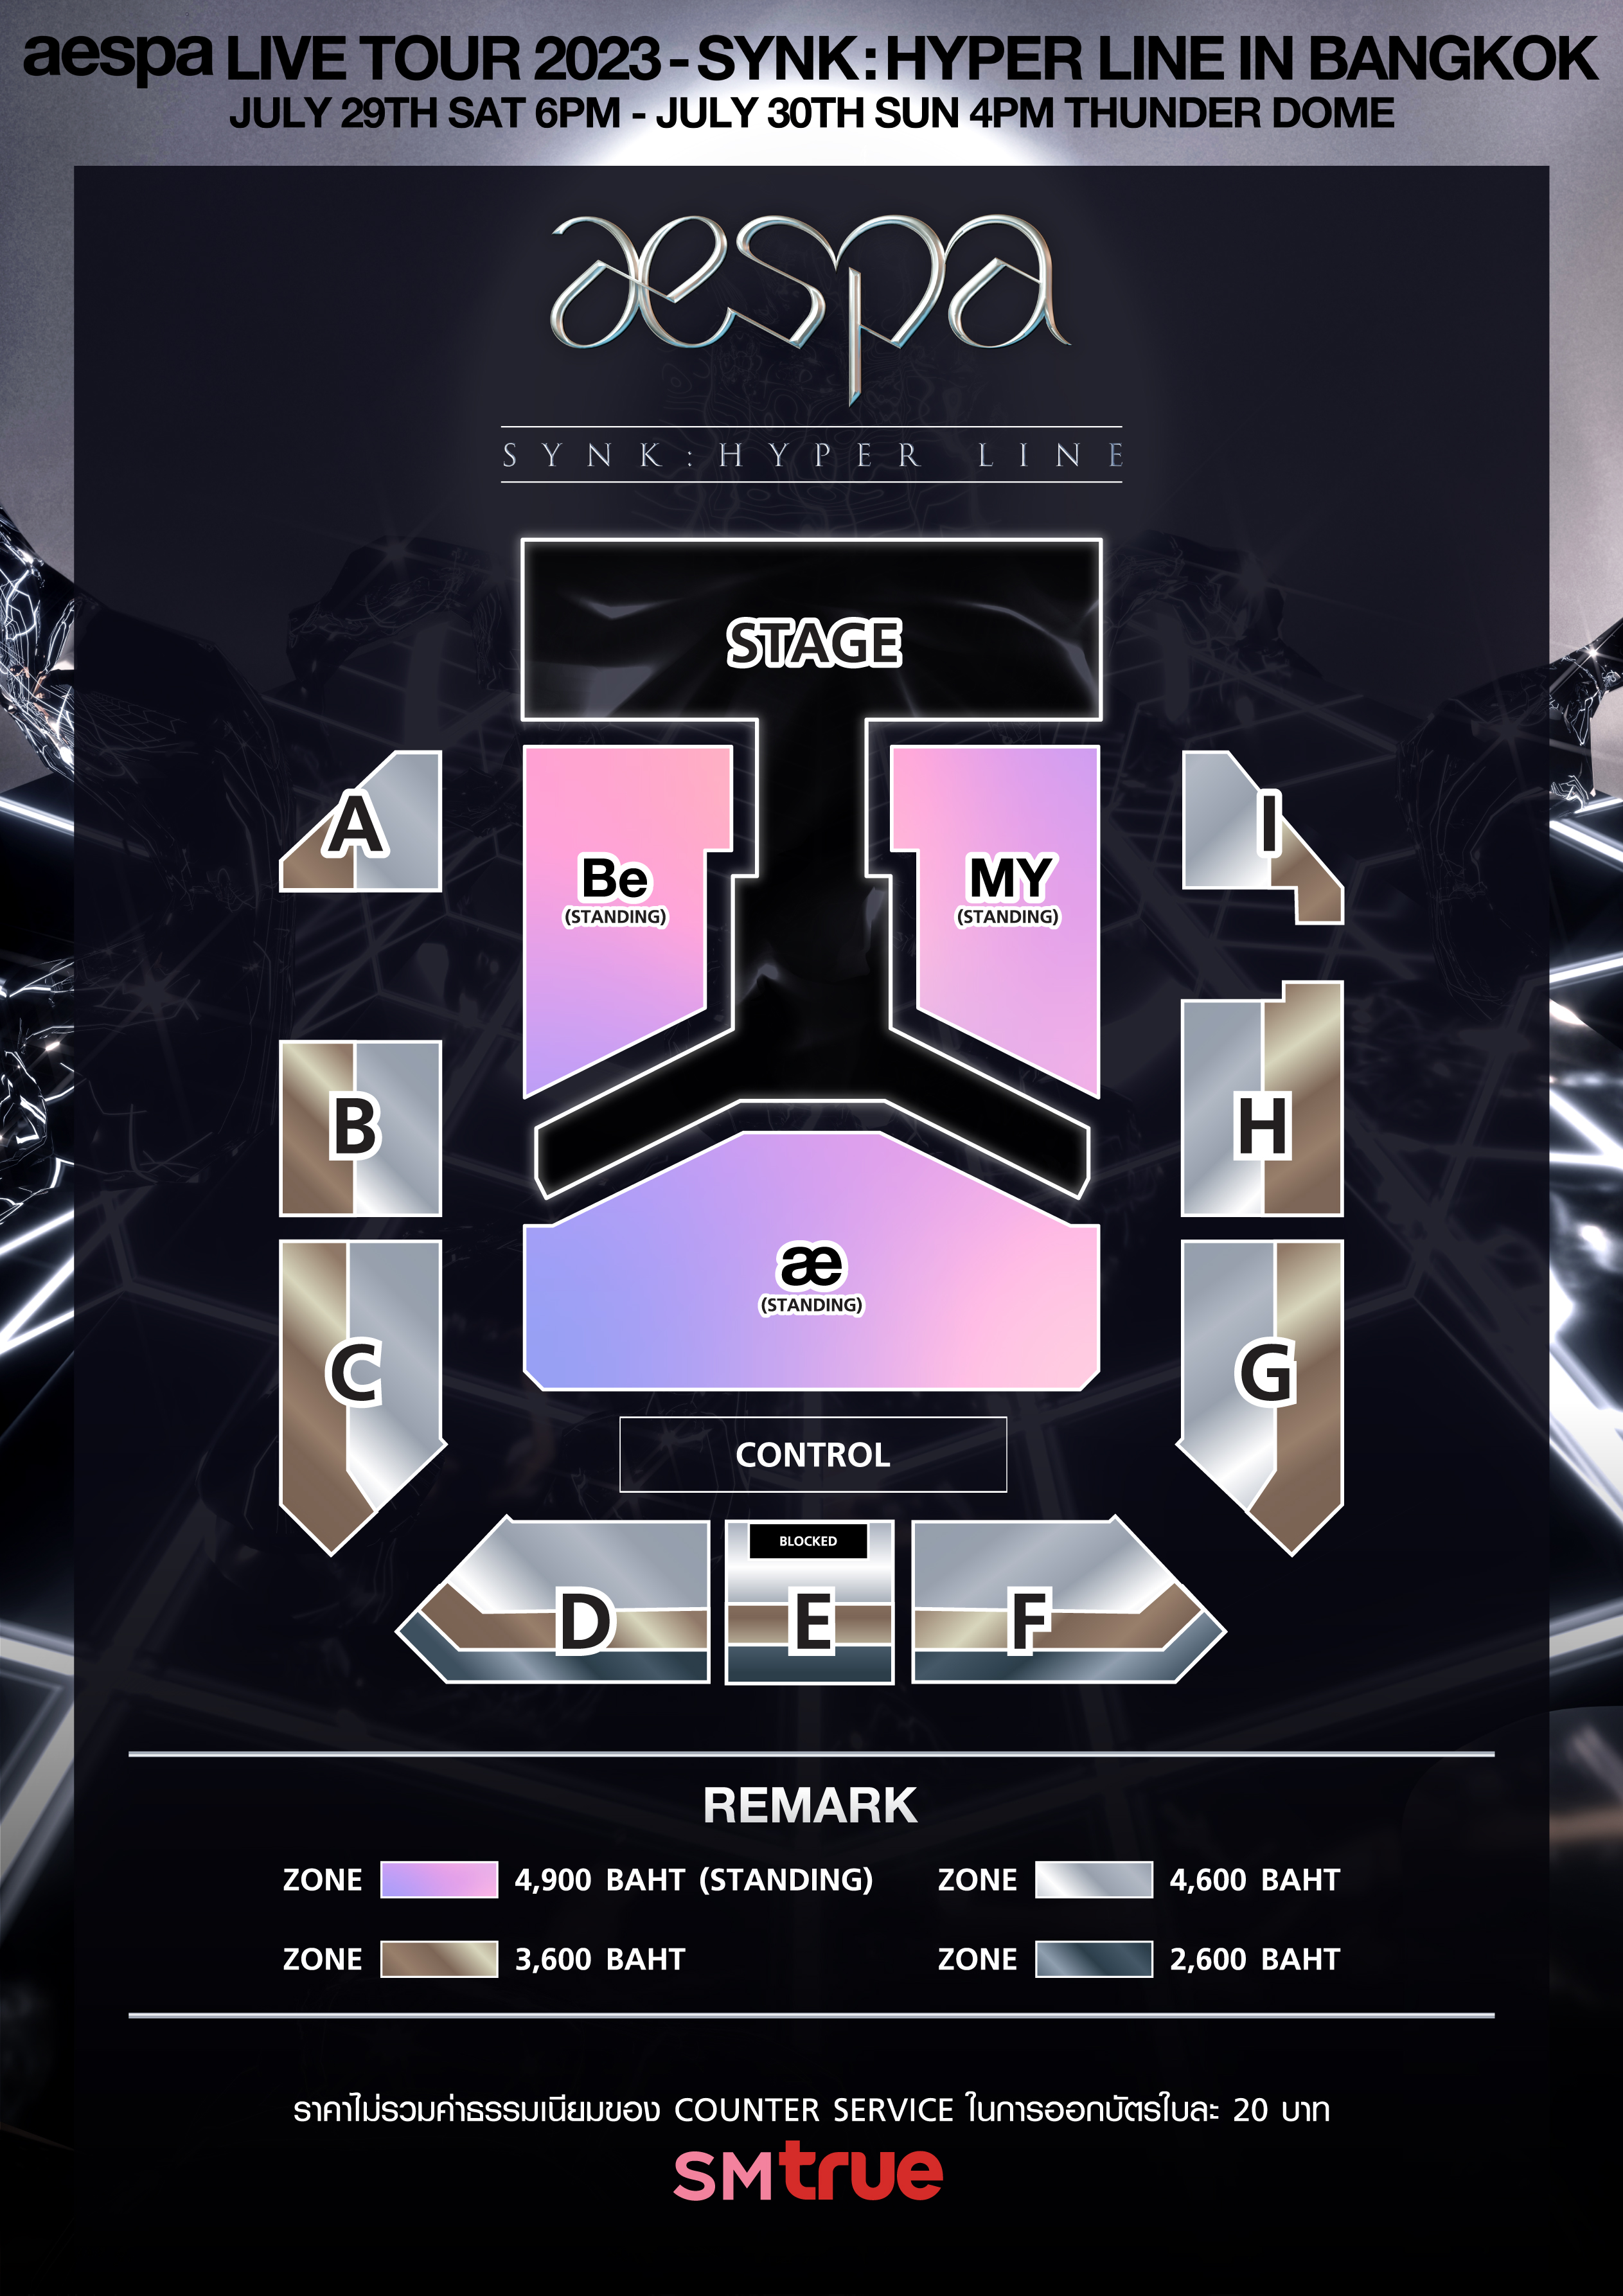 aespa LIVE TOUR 2023 - SYNK : HYPER LINE IN BANGKOK
JULY 29TH SAT 6PM - JULY 30TH SUN 4PM THUNDER DOME
aespa
SYNK : HYPER LINE
STAGE
A
Be
(STANDING)
MY
(STANDING)
I
B
H
æ
(STANDING)
C
G
CONTROL
BLOCKED
D
E
F
REMARK
ZONE 4,900 BAHT (STANDING)
ZONE 4,600 BAHT
ZONE 3,600 BAHT
ZONE 2,600 BAHT
ราคาไม่รวมค่าธรรมเนียมของ COUNTER SERVICE ในการออกบัตรใบละ 20 บาท
SMtrue